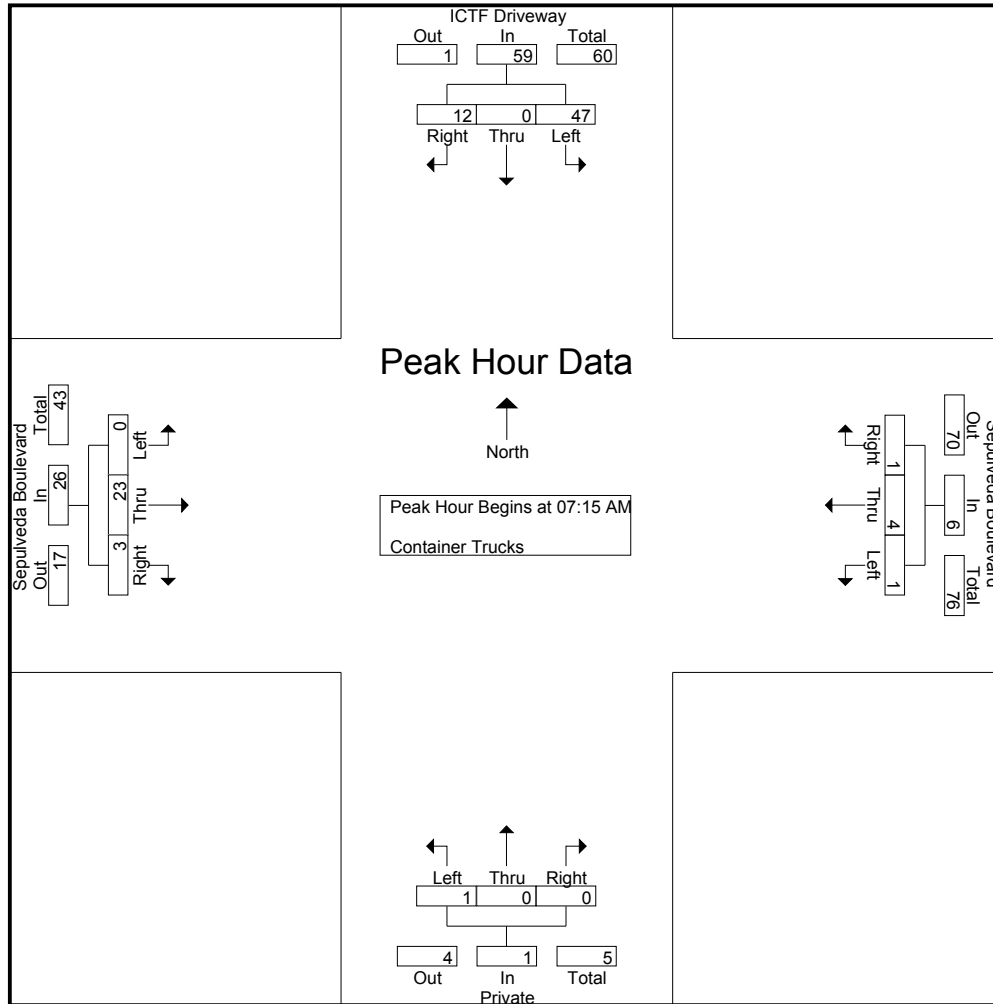 ICTF Driveway
Out In Total
1 59 60
12 0 47
Right Thru Left
Peak Hour Data
North
Peak Hour Begins at 07:15 AM
Container Trucks
Sepulveda Boulevard
Total In Out
43 26 17
0 23 3
Left Thru Right
Right Thru Left
1 4 1
Out In Total
70 6 76
Sepulveda Boulevard
Left Thru Right
1 0 0
4 1 5
Out In Total
Private